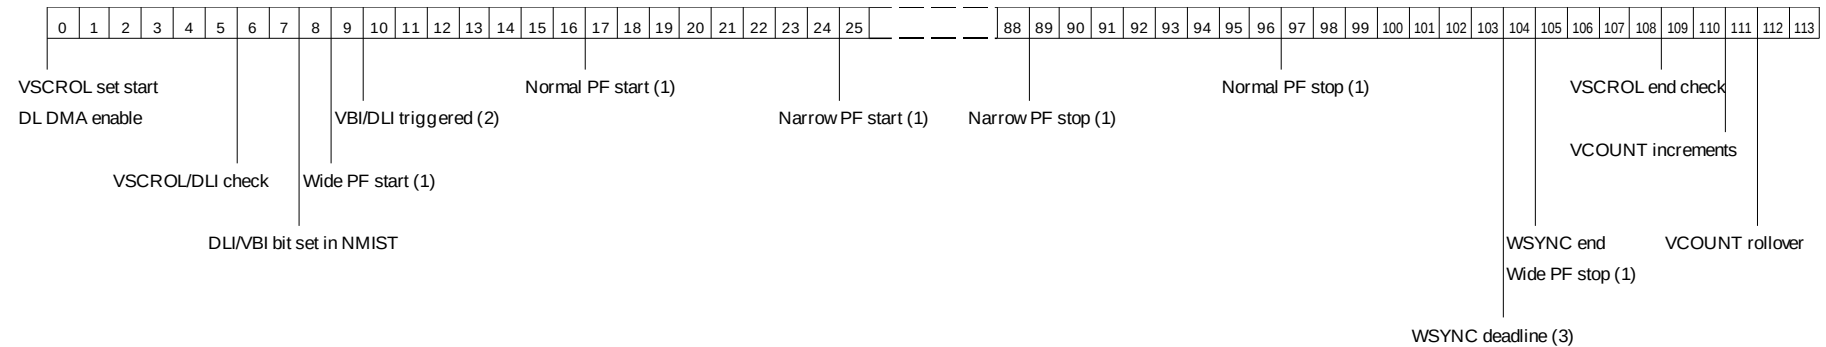 0 1 2 3 4 5 6 7 8 9 10 11 12 13 14 15 16 17 18 19 20 21 22 23 24 25 88 89 90 91 92 93 94 95 96 97 98 99 100 101 102 103 104 105 106 107 108 109 110 111 112 113
VSCROL set start Normal PF start (1) Normal PF stop (1) VSCROL end check
DL DMA enable VBI/DLI triggered (2) Narrow PF start (1) Narrow PF stop (1)
VCOUNT increments
VSCROL/DLI check Wide PF start (1)
DLI/VBI bit set in NMIST WSYNC end VCOUNT rollover
Wide PF stop (1)
WSYNC deadline (3)